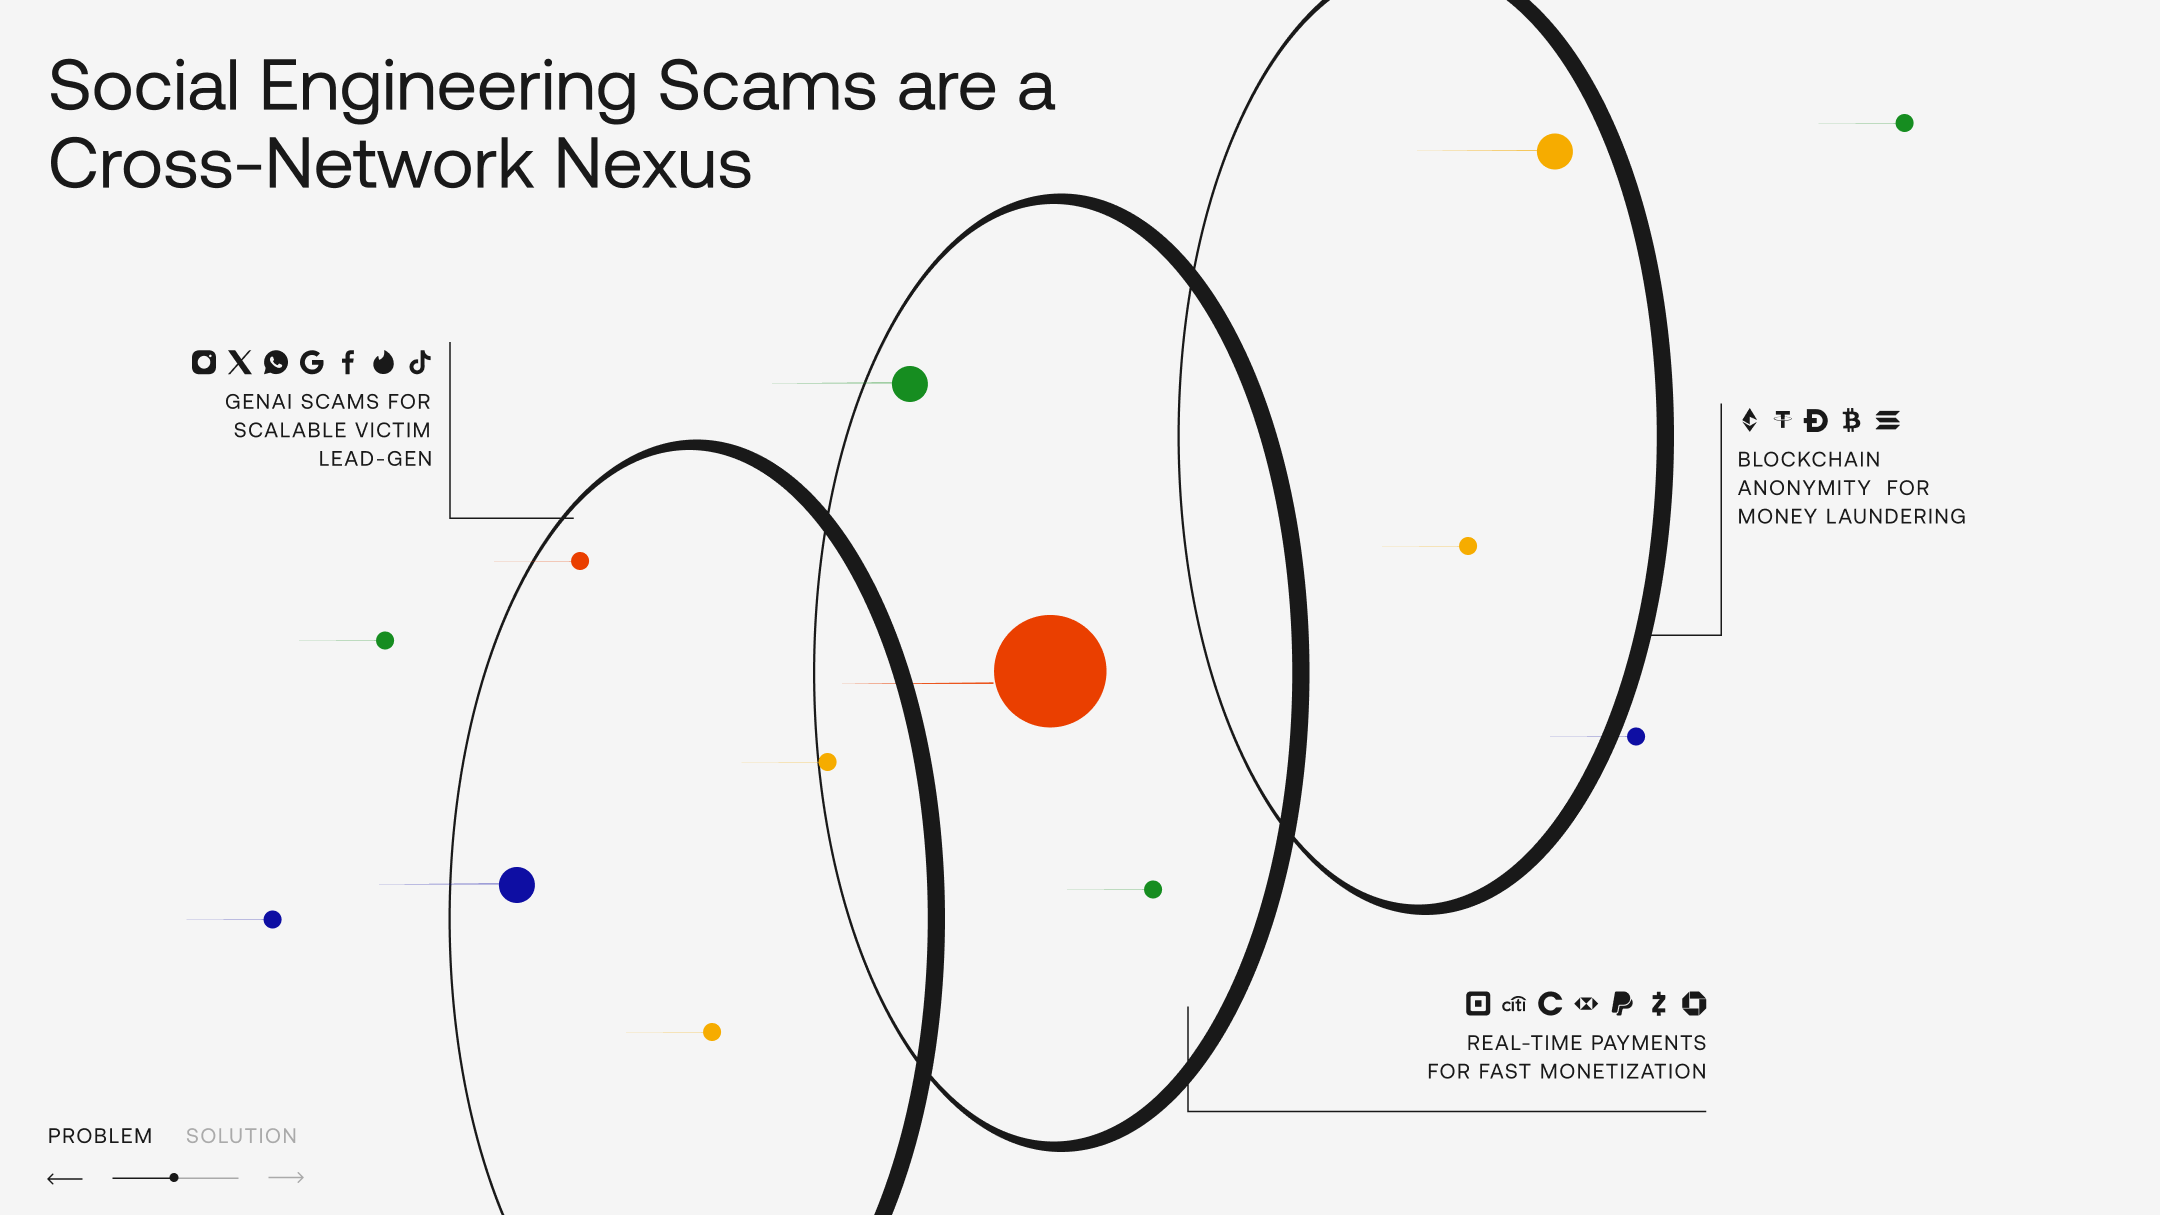 Social Engineering Scams are a
Cross-Network Nexus
GENAI SCAMS FOR
SCALABLE VICTIM
LEAD-GEN
BLOCKCHAIN
ANONYMITY FOR
MONEY LAUNDERING
citi
REAL-TIME PAYMENTS
FOR FAST MONETIZATION
PROBLEM SOLUTION